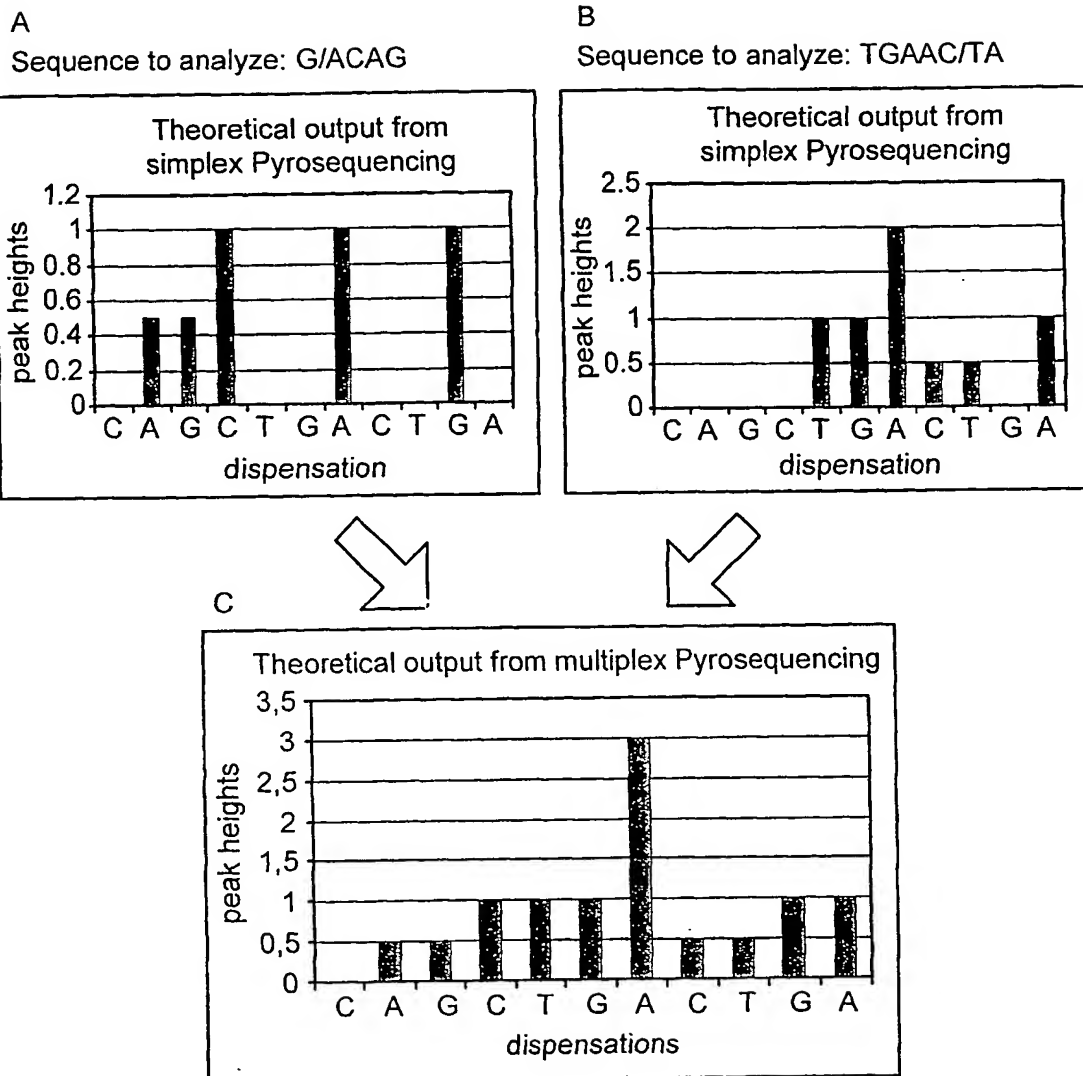 A
Sequence to analyze: G/ACAG
Theoretical output from
simplex Pyrosequencing
1.2
1
0.8
0.6
0.4
0.2
0
peak heights
C A G C T G A C T G A
dispensation
B
Sequence to analyze: TGAAC/TA
Theoretical output from
simplex Pyrosequencing
2.5
2
1.5
1
0.5
0
peak heights
C A G C T G A C T G A
dispensation
C
Theoretical output from multiplex Pyrosequencing
3,5
3
2,5
2
1,5
1
0,5
0
peak heights
C A G C T G A C T G A
dispensations